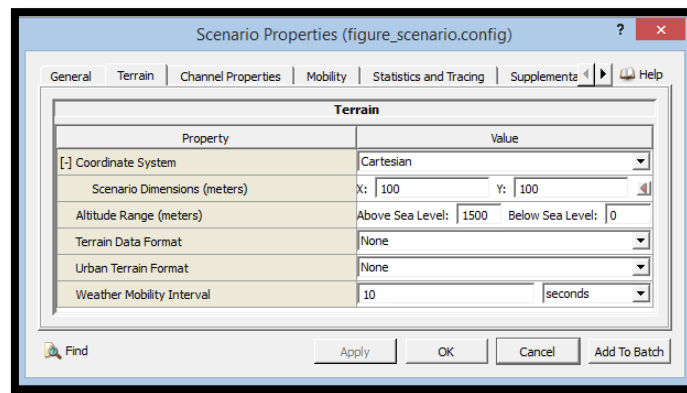 Scenario Properties (figure_scenario.config) ? ×
General Terrain Channel Properties Mobility Statistics and Tracing Supplementa Help
Terrain
Property Value
[-] Coordinate System Cartesian
Scenario Dimensions (meters) X: 100 Y: 100
Altitude Range (meters) Above Sea Level: 1500 Below Sea Level: 0
Terrain Data Format None
Urban Terrain Format None
Weather Mobility Interval 10 seconds
Find Apply OK Cancel Add To Batch